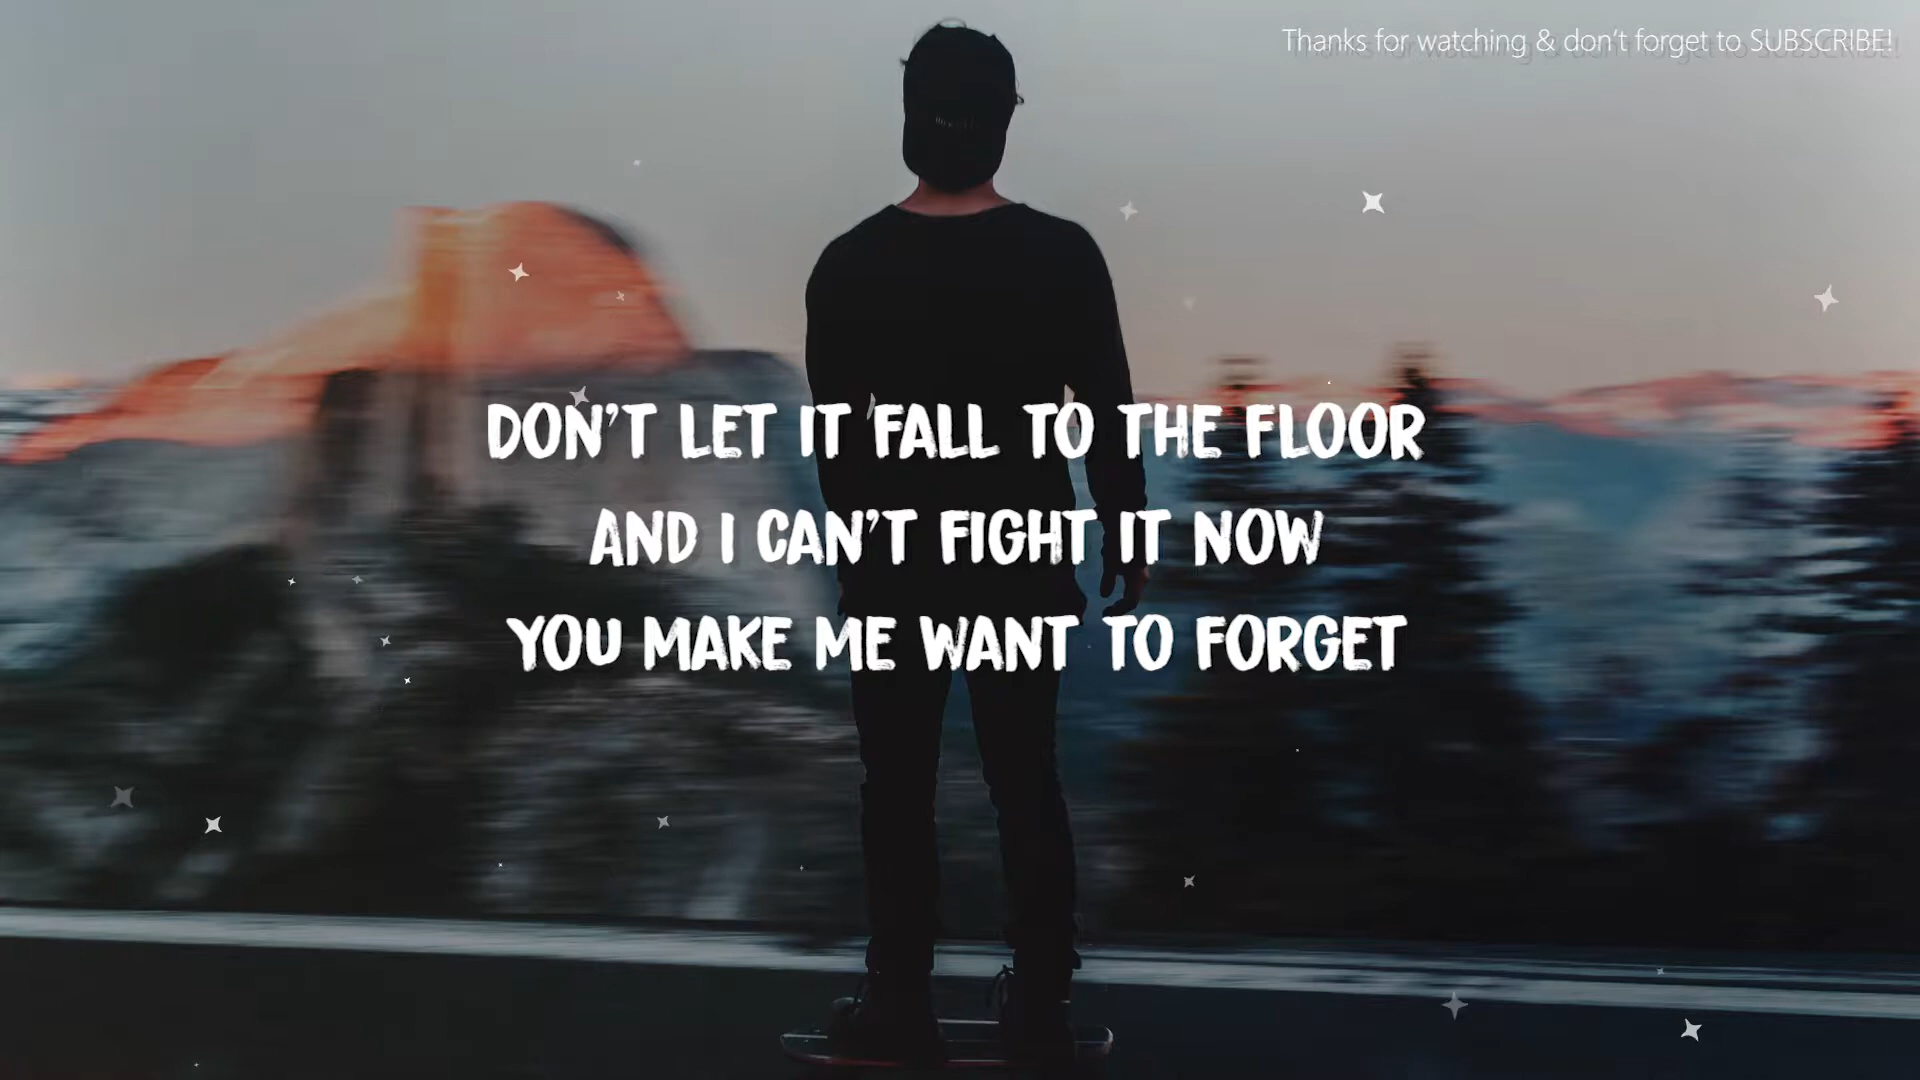 Thanks for watching & don't forget to SUBSCRIBE!
DON'T LET IT FALL TO THE FLOOR
AND I CAN'T FIGHT IT NOW
YOU MAKE ME WANT TO FORGET